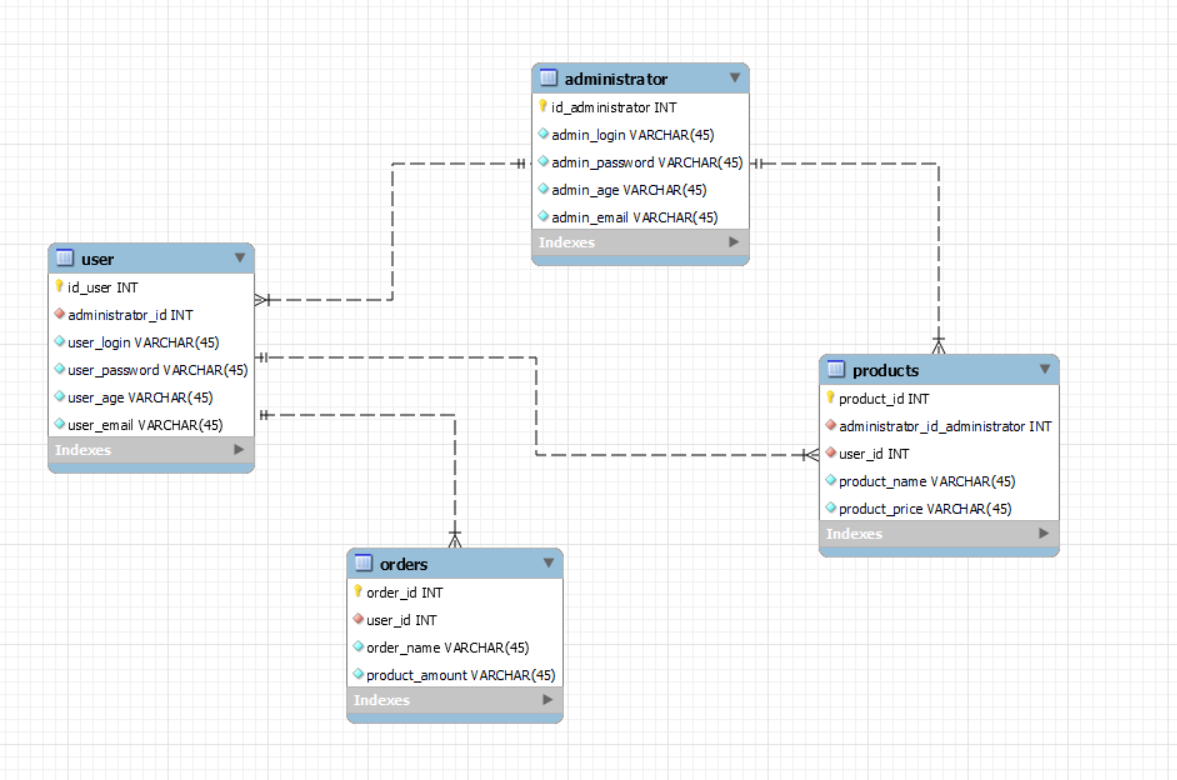 administrator
id_administrator INT
admin_login VARCHAR(45)
admin_password VARCHAR(45)
admin_age VARCHAR(45)
admin_email VARCHAR(45)
Indexes
user
id_user INT
administrator_id INT
user_login VARCHAR(45)
user_password VARCHAR(45)
user_age VARCHAR(45)
user_email VARCHAR(45)
Indexes
products
product_id INT
administrator_id_administrator INT
user_id INT
product_name VARCHAR(45)
product_price VARCHAR(45)
Indexes
orders
order_id INT
user_id INT
order_name VARCHAR(45)
product_amount VARCHAR(45)
Indexes